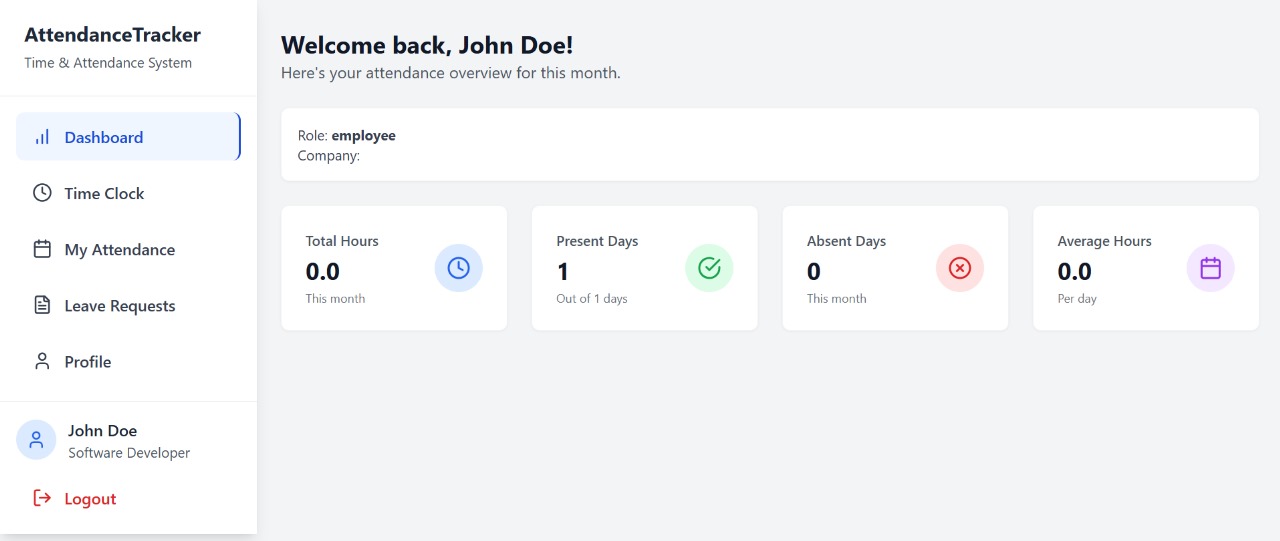 AttendanceTracker
Time & Attendance System
Dashboard
Time Clock
My Attendance
Leave Requests
Profile
John Doe
Software Developer
Logout
Welcome back, John Doe!
Here's your attendance overview for this month.
Role: employee
Company:
Total Hours
0.0
This month
Present Days
1
Out of 1 days
Absent Days
0
This month
Average Hours
0.0
Per day